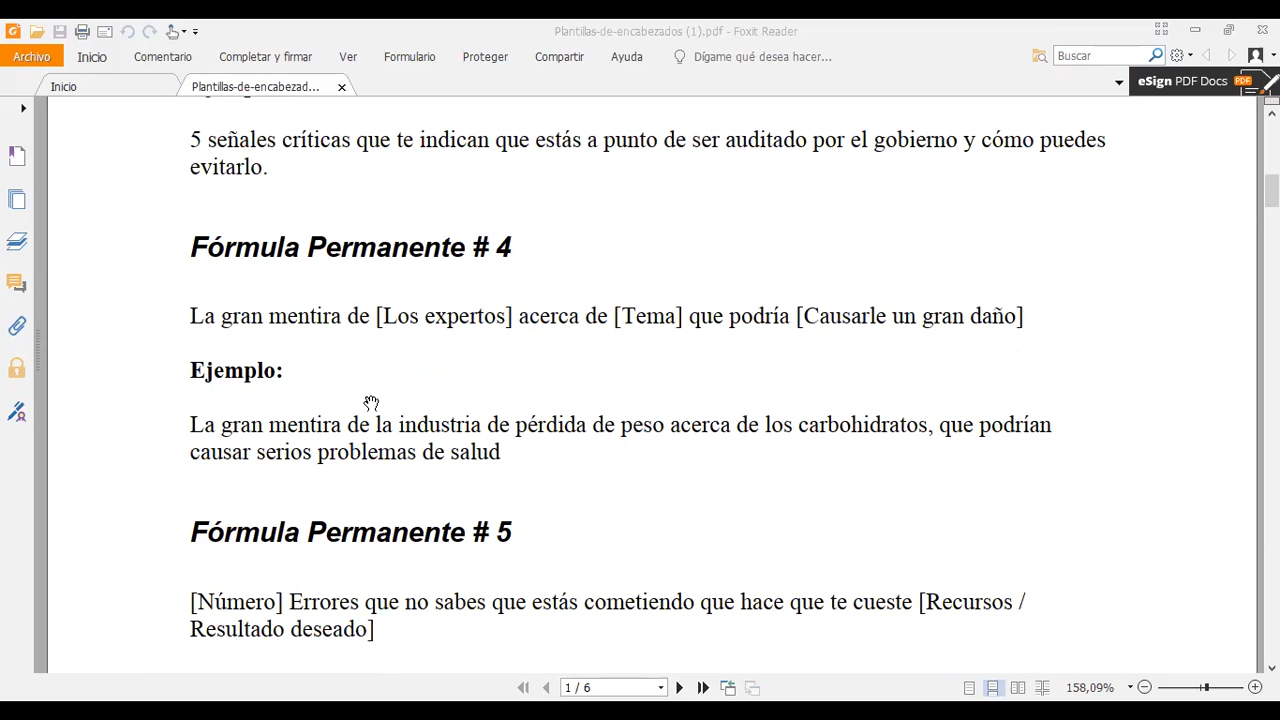 Plantillas-de-encabezados (1).pdf - Foxit Reader
Archivo Inicio Comentario Completar y firmar Ver Formulario Proteger Compartir Ayuda Dígame qué desea hacer... Buscar
Inicio Plantillas-de-encabezad... eSign PDF Docs PDF
5 señales críticas que te indican que estás a punto de ser auditado por el gobierno y cómo puedes
evitarlo.
Fórmula Permanente # 4
La gran mentira de [Los expertos] acerca de [Tema] que podría [Causarle un gran daño]
Ejemplo:
La gran mentira de la industria de pérdida de peso acerca de los carbohidratos, que podrían
causar serios problemas de salud
Fórmula Permanente # 5
[Número] Errores que no sabes que estás cometiendo que hace que te cueste [Recursos /
Resultado deseado]
1 / 6 158,09%